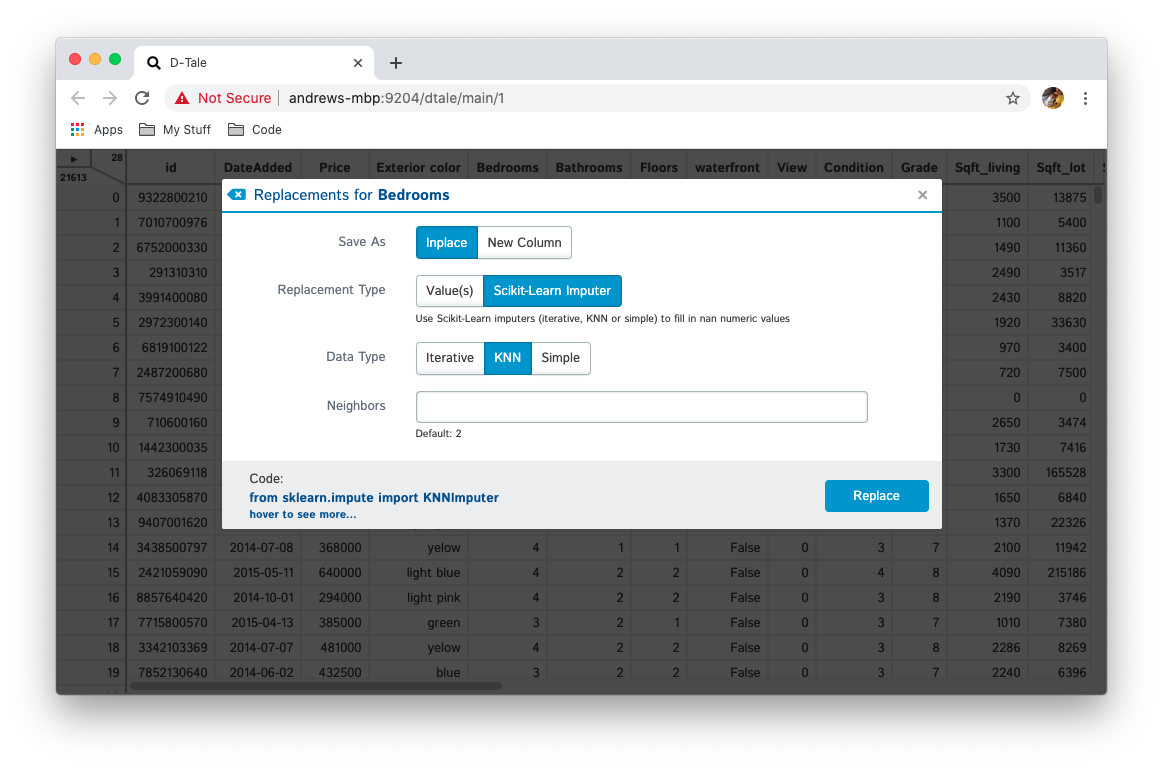 D-Tale
Not Secure andrews-mbp:9204/dtale/main/1
Apps My Stuff Code
28
21613
id DateAdded Price Exterior color Bedrooms Bathrooms Floors waterfront View Condition Grade Sqft_living Sqft_lot
Replacements for Bedrooms
Save As Inplace New Column
Replacement Type Value(s) Scikit-Learn Imputer
Use Scikit-Learn imputers (iterative, KNN or simple) to fill in nan numeric values
Data Type Iterative KNN Simple
Neighbors
Default: 2
Code:
from sklearn.impute import KNNImputer
hover to see more...
Replace
0 9322800210 3500 13875
1 7010700976 1100 5400
2 6752000330 1490 11360
3 291310310 2490 3517
4 3991400080 2430 8820
5 2972300140 1920 33630
6 6819100122 970 3400
7 2487200680 720 7500
8 7574910490 0 0
9 710600160 2650 3474
10 1442300035 1730 7416
11 326069118 3300 165528
12 4083305870 1650 6840
13 9407001620 1370 22326
14 3438500797 2014-07-08 368000 yelow 4 1 1 False 0 3 7 2100 11942
15 2421059090 2015-05-11 640000 light blue 4 2 2 False 0 4 8 4090 215186
16 8857640420 2014-10-01 294000 light pink 4 2 2 False 0 3 8 2190 3746
17 7715800570 2015-04-13 385000 green 3 2 1 False 0 3 7 1010 7380
18 3342103369 2014-07-07 481000 yelow 4 2 2 False 0 3 8 2286 8269
19 7852130640 2014-06-02 432500 blue 3 2 2 False 0 3 7 2240 6396